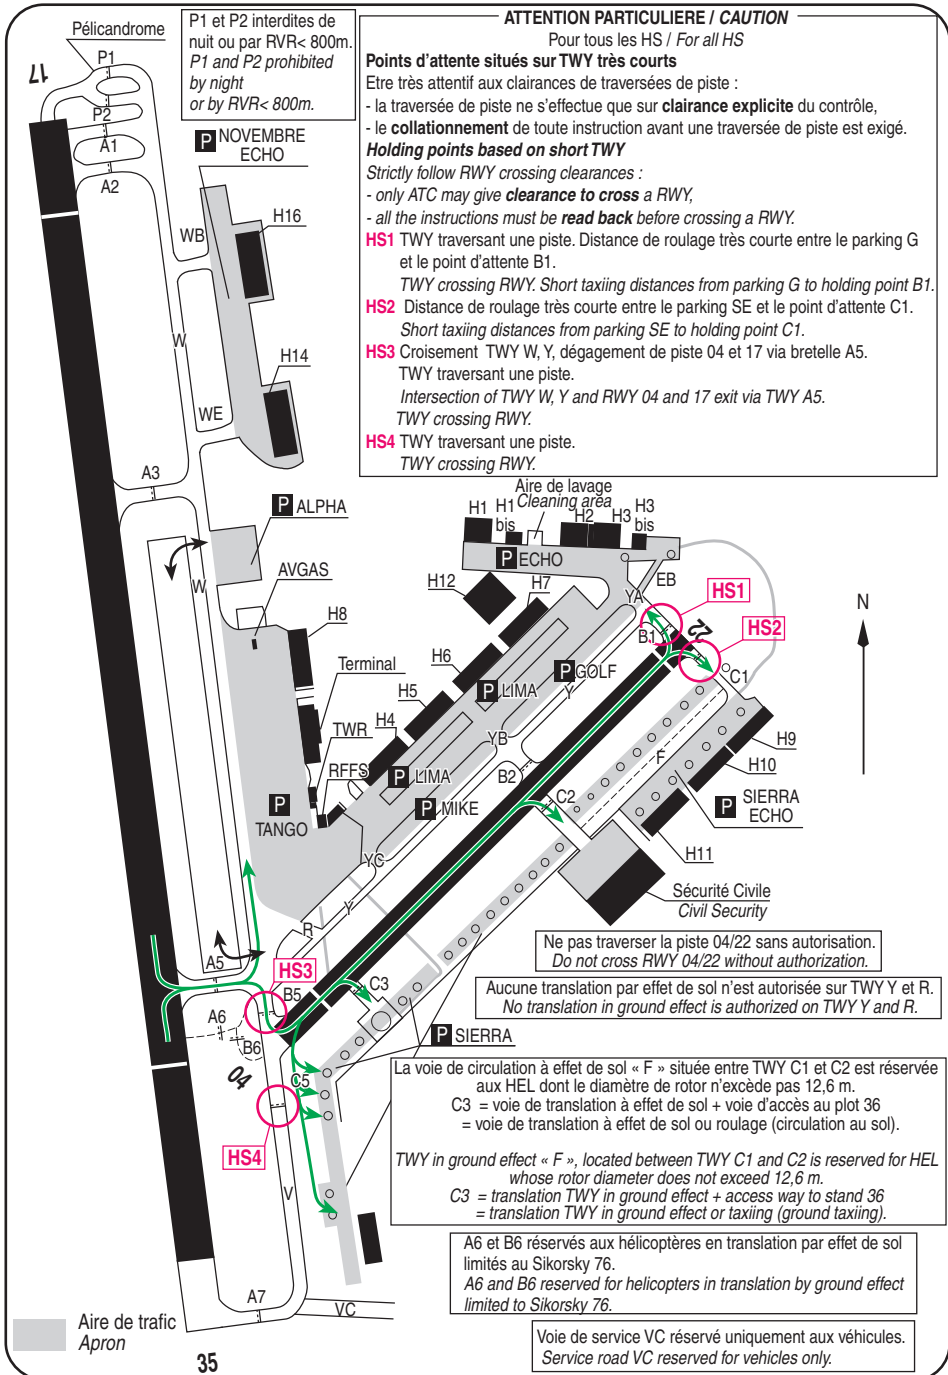 Pélicandrome
P1 et P2 interdites de
nuit ou par RVR< 800m.
P1 and P2 prohibited
by night
or by RVR< 800m.
ATTENTION PARTICULIERE / CAUTION
Pour tous les HS / For all HS
Points d'attente situés sur TWY très courts
Etre très attentif aux clairances de traversées de piste :
- la traversée de piste ne s'effectue que sur clairance explicite du contrôle,
- le collationnement de toute instruction avant une traversée de piste est exigé.
Holding points based on short TWY
Strictly follow RWY crossing clearances :
- only ATC may give clearance to cross a RWY,
- all the instructions must be read back before crossing a RWY.
HS1 TWY traversant une piste. Distance de roulage très courte entre le parking G
et le point d'attente B1.
TWY crossing RWY. Short taxiing distances from parking G to holding point B1.
HS2 Distance de roulage très courte entre le parking SE et le point d'attente C1.
Short taxiing distances from parking SE to holding point C1.
HS3 Croisement TWY W, Y, dégagement de piste 04 et 17 via bretelle A5.
TWY traversant une piste.
Intersection of TWY W, Y and RWY 04 and 17 exit via TWY A5.
TWY crossing RWY.
HS4 TWY traversant une piste.
TWY crossing RWY.
17
P1
P2
A1
A2
P NOVEMBRE
ECHO
H16
WB
W
H14
WE
A3
P ALPHA
W
AVGAS
H8
Terminal
TWR
RFFS
P
TANGO
Aire de lavage
Cleaning area
H1
H1
bis
H2
H3
H3
bis
P ECHO
EB
YA
H12
H7
H6
H5
H4
HS1
B1
22
HS2
C1
N
P GOLF
Y
P LIMA
YB
B2
P LIMA
P MIKE
C2
F
H9
H10
P SIERRA
ECHO
H11
Sécurité Civile
Civil Security
YC
Y
R
A5
HS3
B5
C3
A6
B6
04
C5
HS4
V
A7
VC
35
P SIERRA
Ne pas traverser la piste 04/22 sans autorisation.
Do not cross RWY 04/22 without authorization.
Aucune translation par effet de sol n'est autorisée sur TWY Y et R.
No translation in ground effect is authorized on TWY Y and R.
La voie de circulation à effet de sol « F » située entre TWY C1 et C2 est réservée
aux HEL dont le diamètre de rotor n'excède pas 12,6 m.
C3 = voie de translation à effet de sol + voie d'accès au plot 36
= voie de translation à effet de sol ou roulage (circulation au sol).
TWY in ground effect « F », located between TWY C1 and C2 is reserved for HEL
whose rotor diameter does not exceed 12,6 m.
C3 = translation TWY in ground effect + access way to stand 36
= translation TWY in ground effect or taxiing (ground taxiing).
A6 et B6 réservés aux hélicoptères en translation par effet de sol
limités au Sikorsky 76.
A6 and B6 reserved for helicopters in translation by ground effect
limited to Sikorsky 76.
Voie de service VC réservé uniquement aux véhicules.
Service road VC reserved for vehicles only.
Aire de trafic
Apron